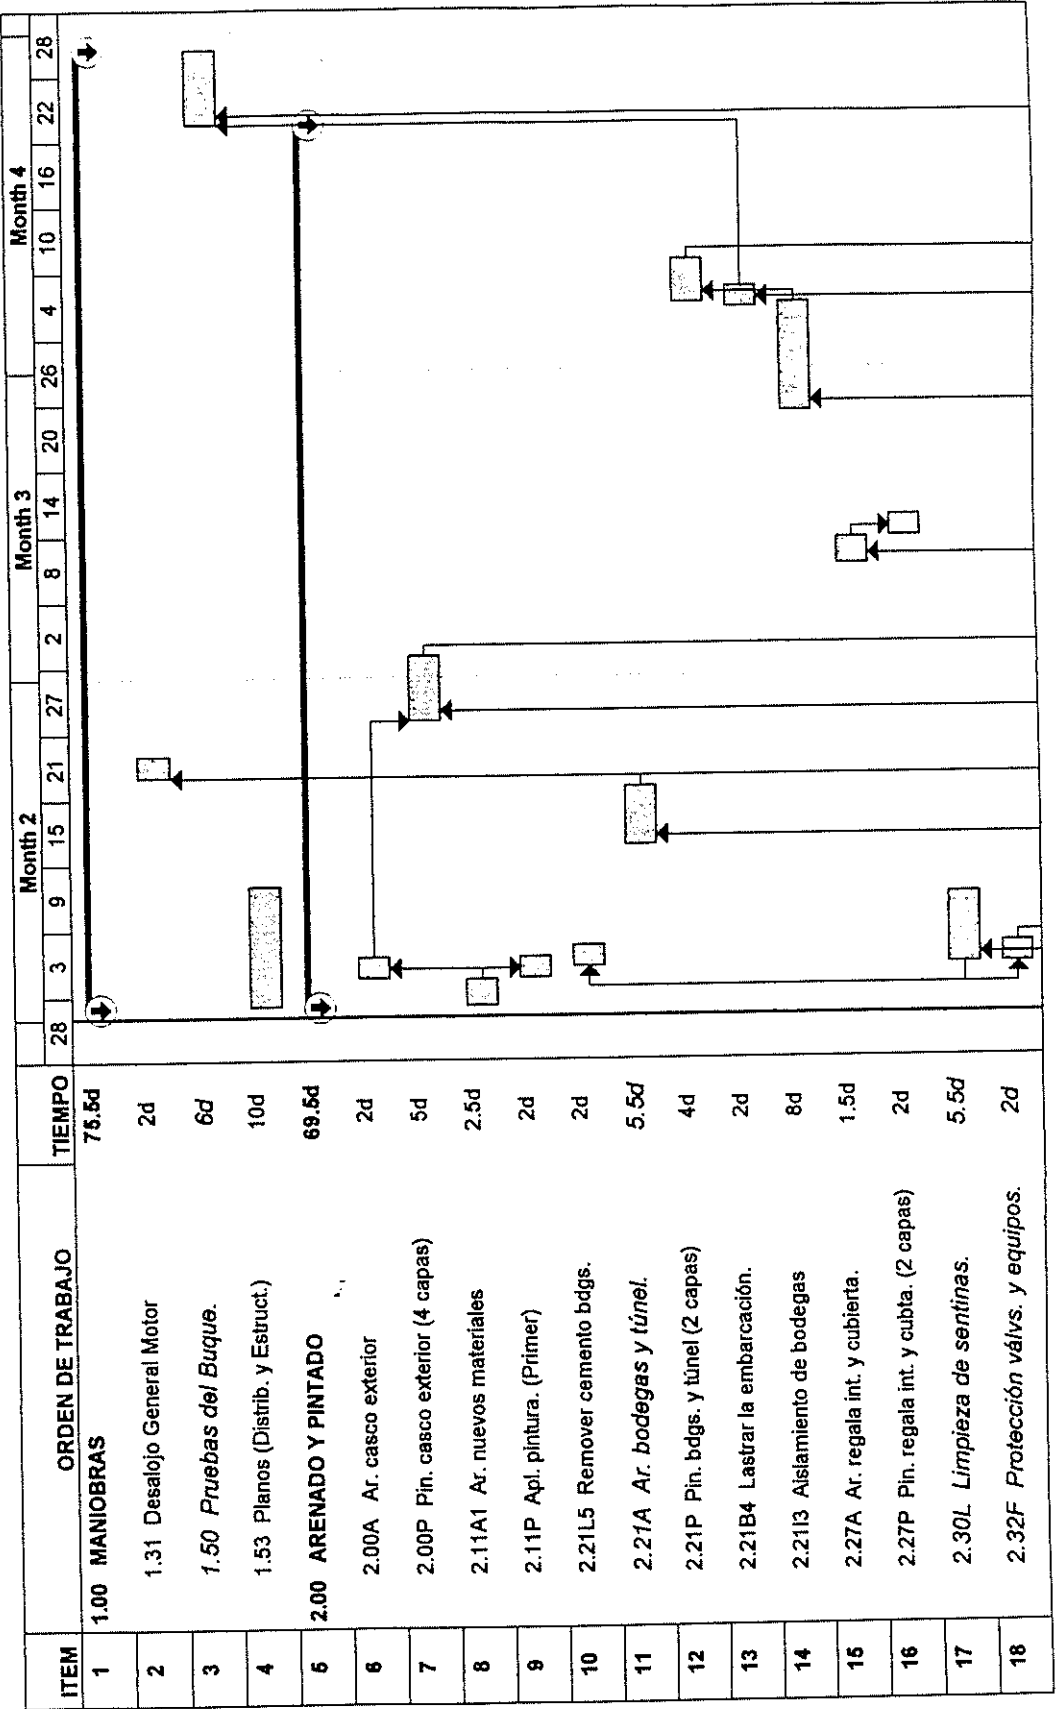 ITEM ORDEN DE TRABAJO TIEMPO
Month 2 Month 3 Month 4
28 3 9 15 21 27 2 8 14 20 26 4 10 16 22 28
1 1.00 MANIOBRAS 75.5d
2 1.31 Desalojo General Motor 2d
3 1.50 Pruebas del Buque. 6d
4 1.53 Planos (Distrib. y Estruct.) 10d
5 2.00 ARENADO Y PINTADO 69.5d
6 2.00A Ar. casco exterior 2d
7 2.00P Pin. casco exterior (4 capas) 5d
8 2.11A1 Ar. nuevos materiales 2.5d
9 2.11P Apl. pintura. (Primer) 2d
10 2.21L5 Remover cemento bdgs. 2d
11 2.21A Ar. bodegas y túnel. 5.5d
12 2.21P Pin. bdgs. y túnel (2 capas) 4d
13 2.21B4 Lastrar la embarcación. 2d
14 2.21I3 Aislamiento de bodegas 8d
15 2.27A Ar. regala int. y cubierta. 1.5d
16 2.27P Pin. regala int. y cubta. (2 capas) 2d
17 2.30L Limpieza de sentinas. 5.5d
18 2.32F Protección válvs. y equipos. 2d